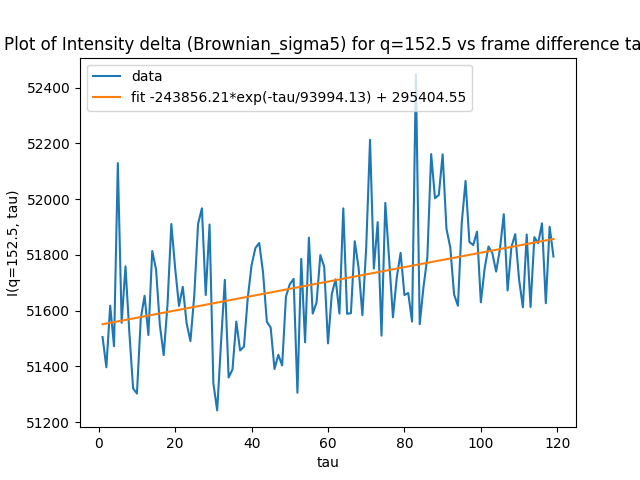 Plot of Intensity delta (Brownian_sigma5) for q=152.5 vs frame difference ta
data
fit -243856.21*exp(-tau/93994.13) + 295404.55
52400
52200
52000
51800
51600
51400
51200
I(q=152.5, tau)
0 20 40 60 80 100 120
tau